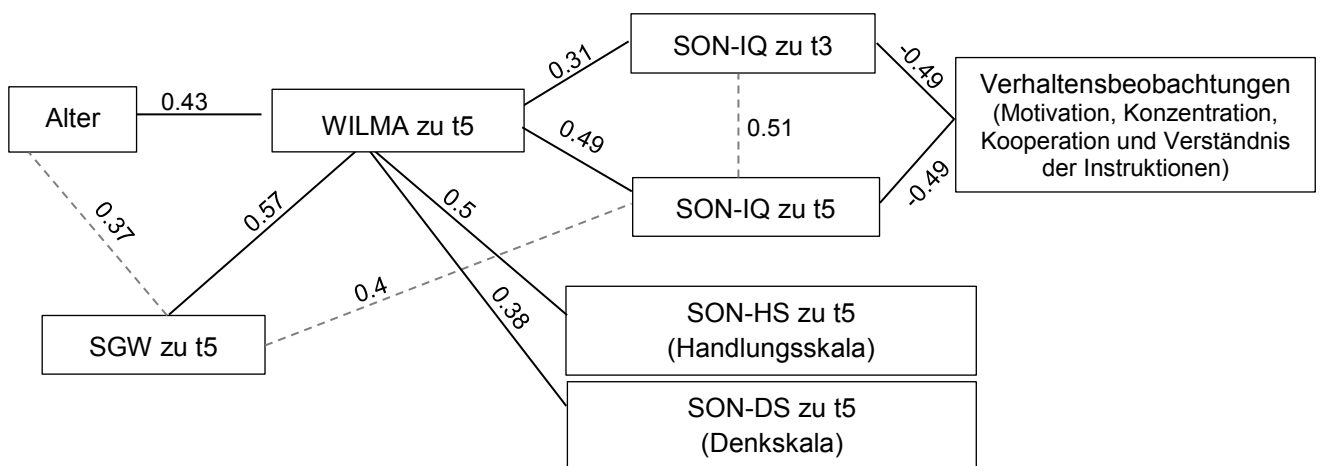 SON-IQ zu t3
-0.49
0.31
Verhaltensbeobachtungen
(Motivation, Konzentration,
Kooperation und Verständnis
der Instruktionen)
Alter
0.43
WILMA zu t5
0.51
0.49
-0.49
SON-IQ zu t5
0.37
0.57
0.5
0.4
0.38
SGW zu t5
SON-HS zu t5
(Handlungsskala)
SON-DS zu t5
(Denkskala)